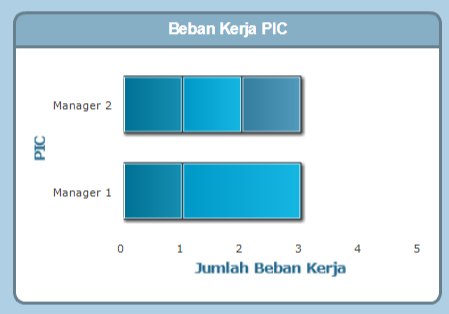 Beban Kerja PIC
Manager 2
PIC
Manager 1
0 1 2 3 4 5
Jumlah Beban Kerja